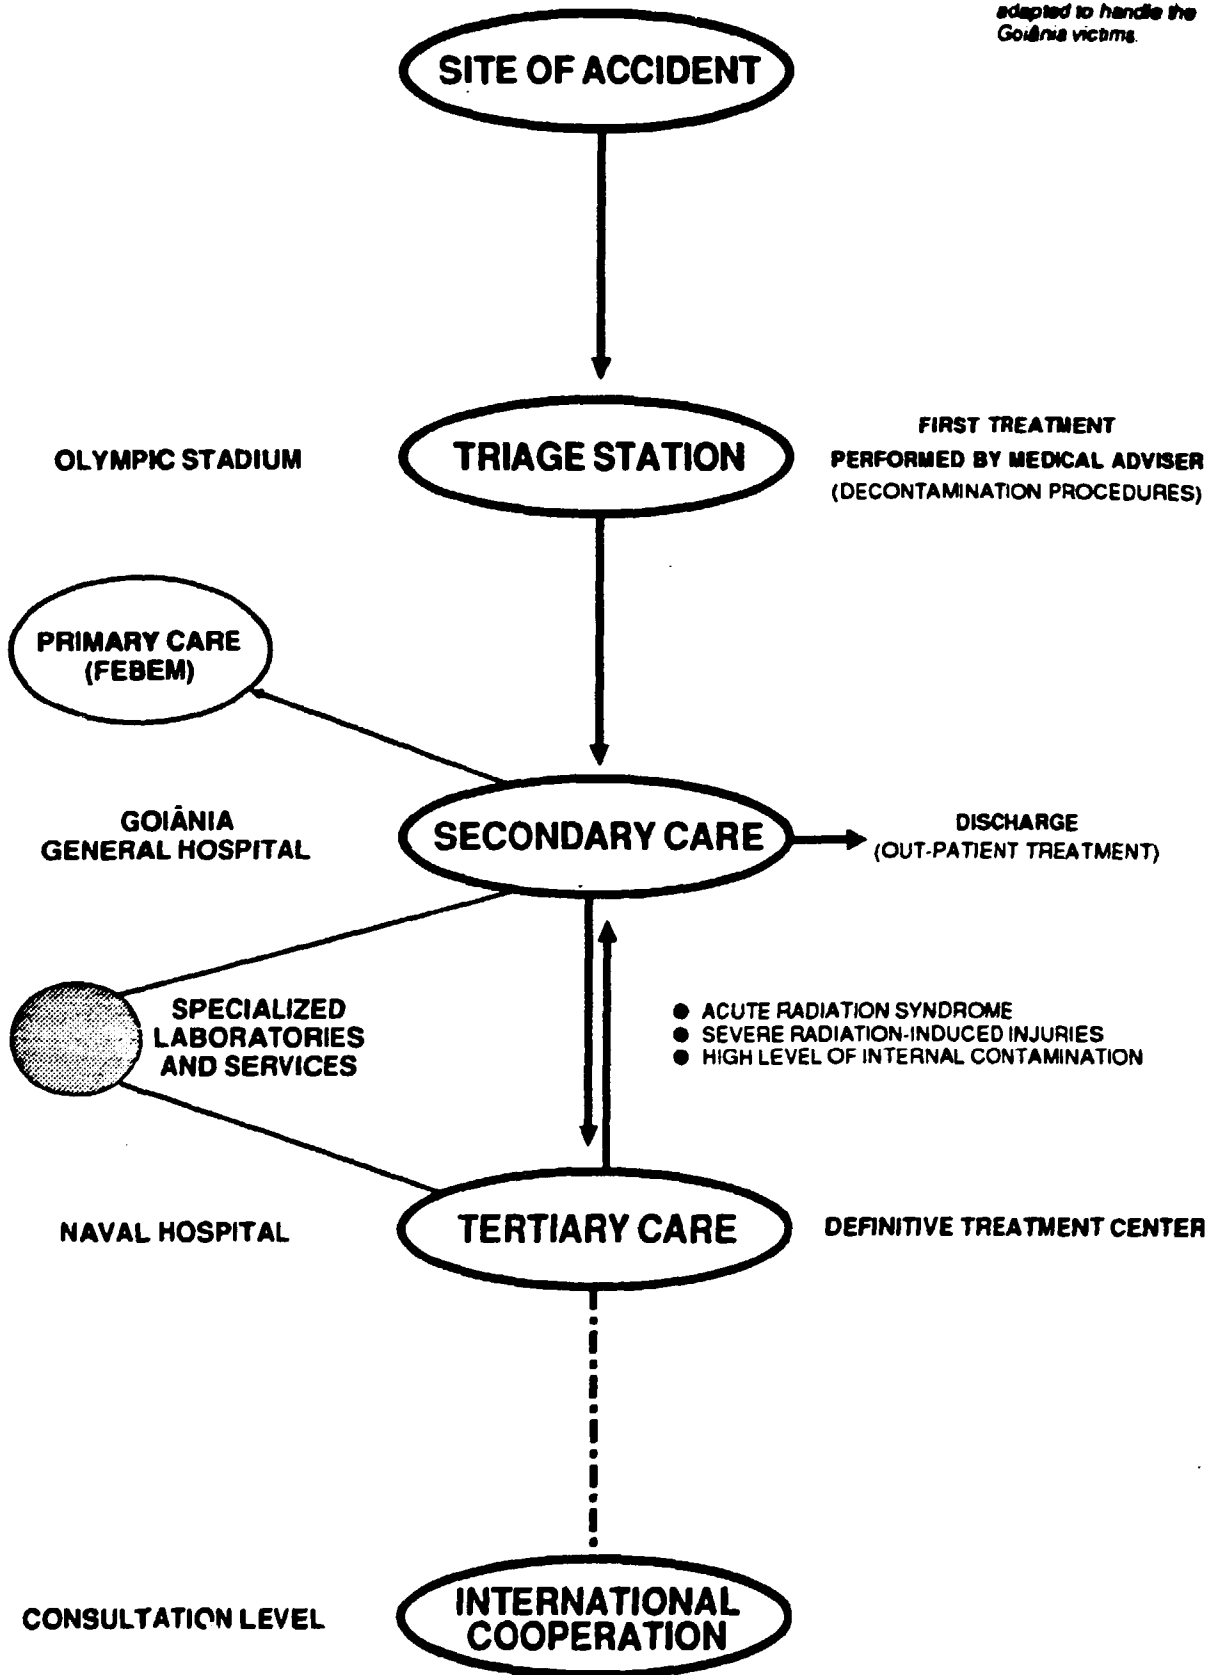 adapted to handle the
Goiânia victims.
SITE OF ACCIDENT
OLYMPIC STADIUM
TRIAGE STATION
FIRST TREATMENT
PERFORMED BY MEDICAL ADVISER
(DECONTAMINATION PROCEDURES)
PRIMARY CARE
(FEBEM)
GOIÂNIA
GENERAL HOSPITAL
SECONDARY CARE
DISCHARGE
(OUT-PATIENT TREATMENT)
SPECIALIZED
LABORATORIES
AND SERVICES
● ACUTE RADIATION SYNDROME
● SEVERE RADIATION-INDUCED INJURIES
● HIGH LEVEL OF INTERNAL CONTAMINATION
NAVAL HOSPITAL
TERTIARY CARE
DEFINITIVE TREATMENT CENTER
CONSULTATION LEVEL
INTERNATIONAL
COOPERATION